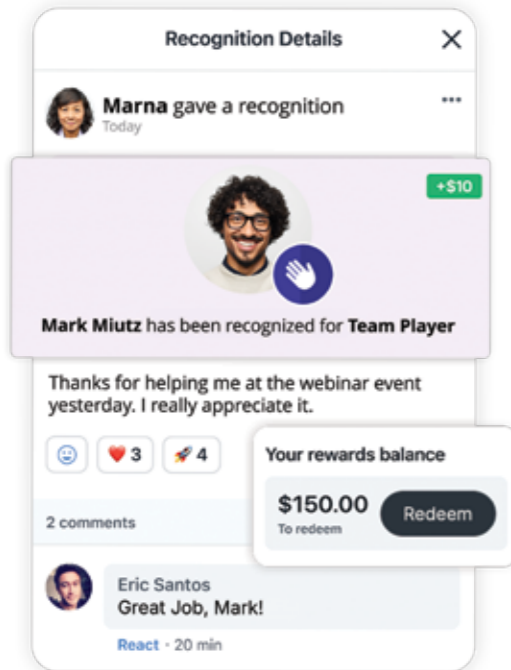 Recognition Details
Marna gave a recognition
Today
+$10
Mark Miutz has been recognized for Team Player
Thanks for helping me at the webinar event
yesterday. I really appreciate it.
3
4
Your rewards balance
$150.00
To redeem
Redeem
2 comments
Eric Santos
Great Job, Mark!
React · 20 min